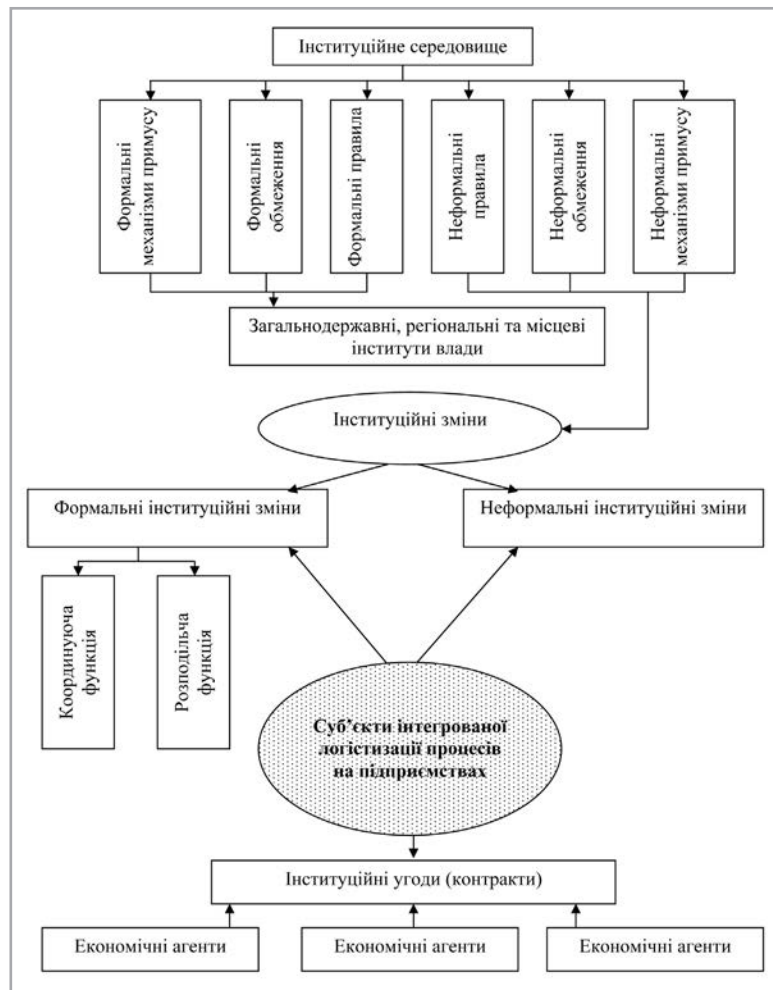 Інституційне середовище
Формальні
механізми примусу
Формальні
обмеження
Формальні правила
Неформальні
правила
Неформальні
обмеження
Неформальні
механізми примусу
Загальнодержавні, регіональні та місцеві
інститути влади
Інституційні зміни
Формальні інституційні зміни
Неформальні інституційні зміни
Координуюча
функція
Розподільча
функція
Суб’єкти інтегрованої
логістизації процесів
на підприємствах
Інституційні угоди (контракти)
Економічні агенти
Економічні агенти
Економічні агенти